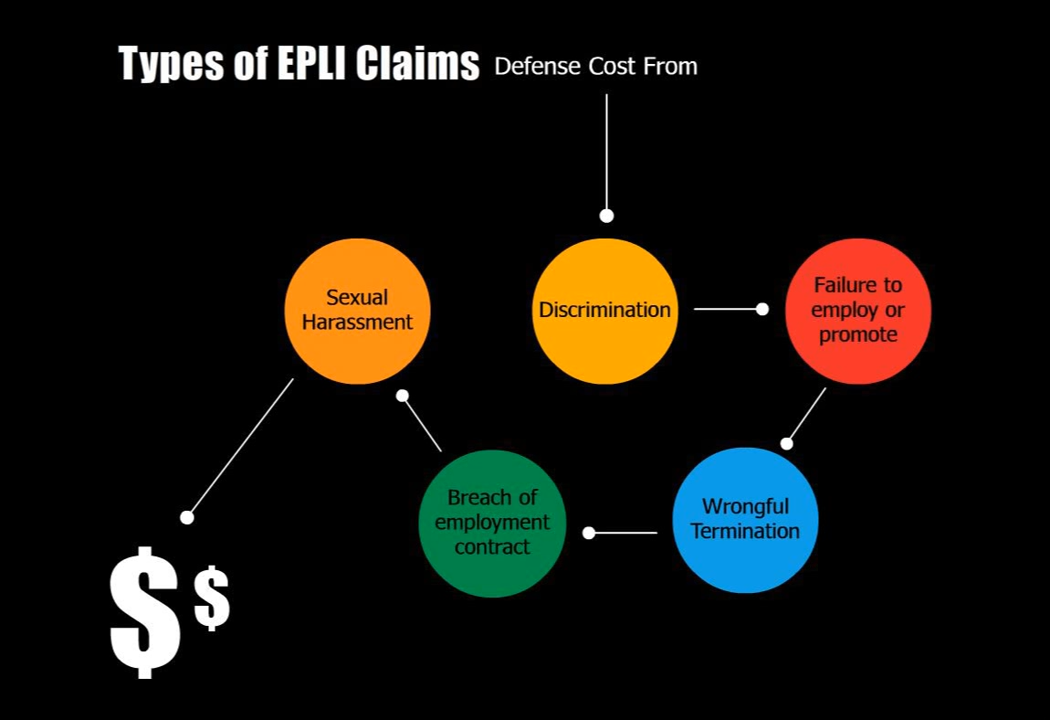 Types of EPLI Claims Defense Cost From
Discrimination
Failure to
employ or
promote
Wrongful
Termination
Breach of
employment
contract
Sexual
Harassment
$ $